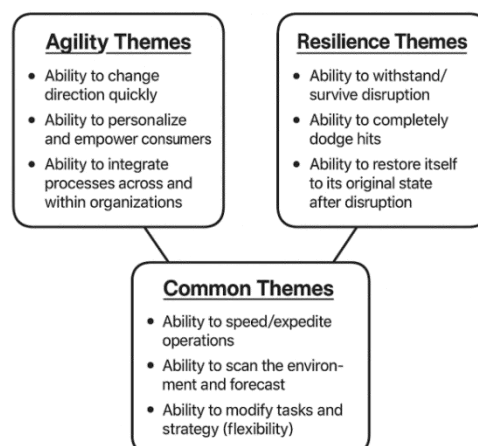 Agility Themes
• Ability to change
direction quickly
• Ability to personalize
and empower consumers
• Ability to integrate
processes across and
within organizations
Resilience Themes
• Ability to withstand/
survive disruption
• Ability to completely
dodge hits
• Ability to restore itself
to its original state
after disruption
Common Themes
• Ability to speed/expedite
operations
• Ability to scan the environ-
ment and forecast
• Ability to modify tasks and
strategy (flexibility)